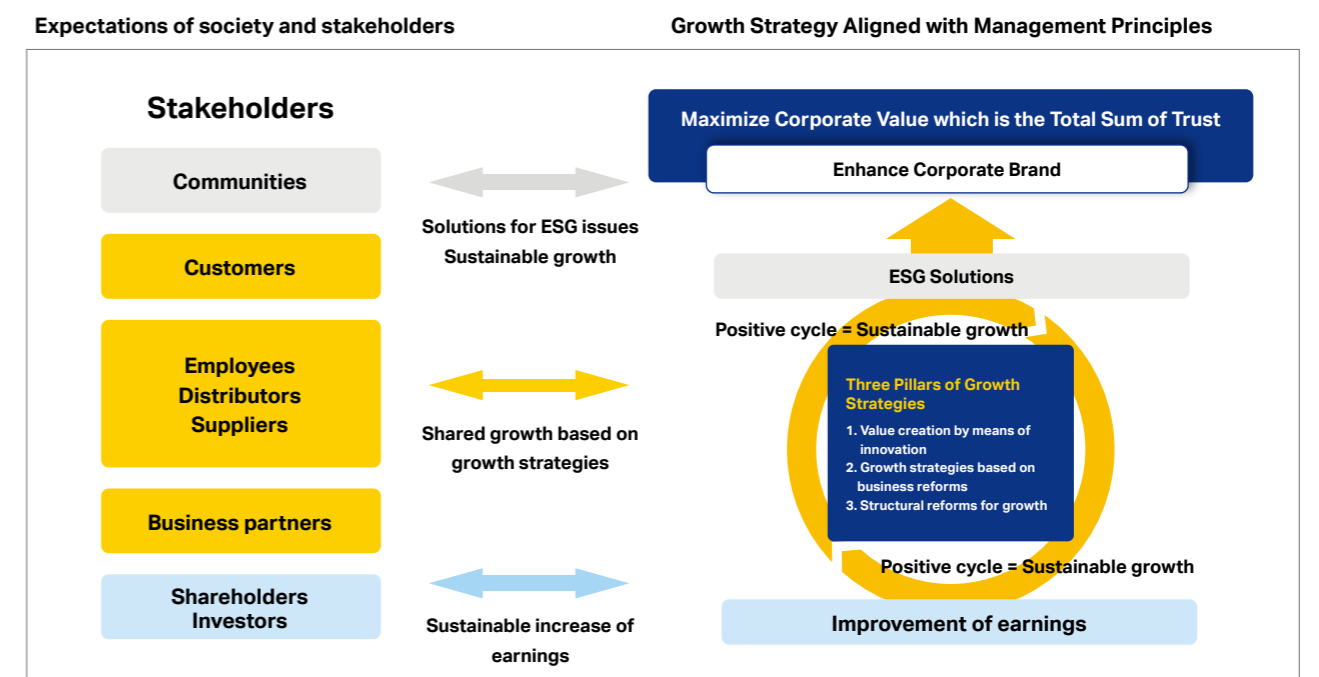 Expectations of society and stakeholders
Growth Strategy Aligned with Management Principles
Stakeholders
Communities
Customers
Employees
Distributors
Suppliers
Business partners
Shareholders
Investors
Solutions for ESG issues
Sustainable growth
Shared growth based on
growth strategies
Sustainable increase of
earnings
Maximize Corporate Value which is the Total Sum of Trust
Enhance Corporate Brand
ESG Solutions
Positive cycle = Sustainable growth
Three Pillars of Growth
Strategies
1. Value creation by means of
innovation
2. Growth strategies based on
business reforms
3. Structural reforms for growth
Positive cycle = Sustainable growth
Improvement of earnings